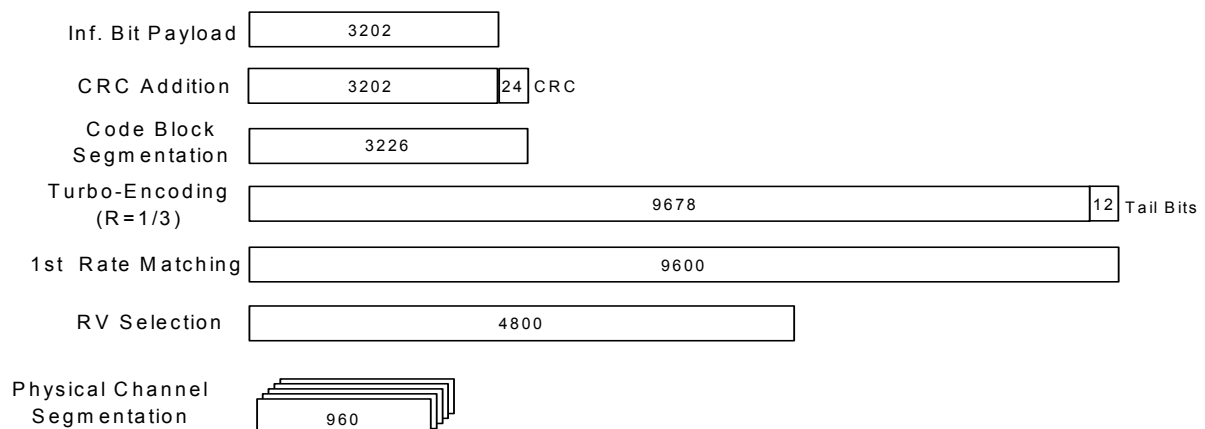 Inf. Bit Payload 3202
CRC Addition 3202 24 CRC
Code Block
Segmentation 3226
Turbo-Encoding
(R=1/3) 9678 12 Tail Bits
1st Rate Matching 9600
RV Selection 4800
Physical Channel
Segmentation 960